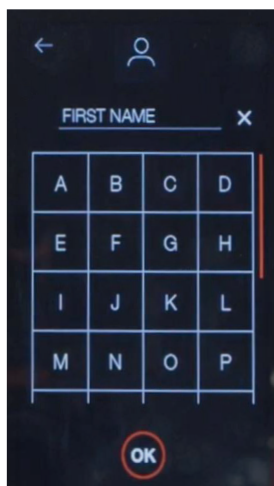 FIRST NAME
A B C D
E F G H
I J K L
M N O P
OK